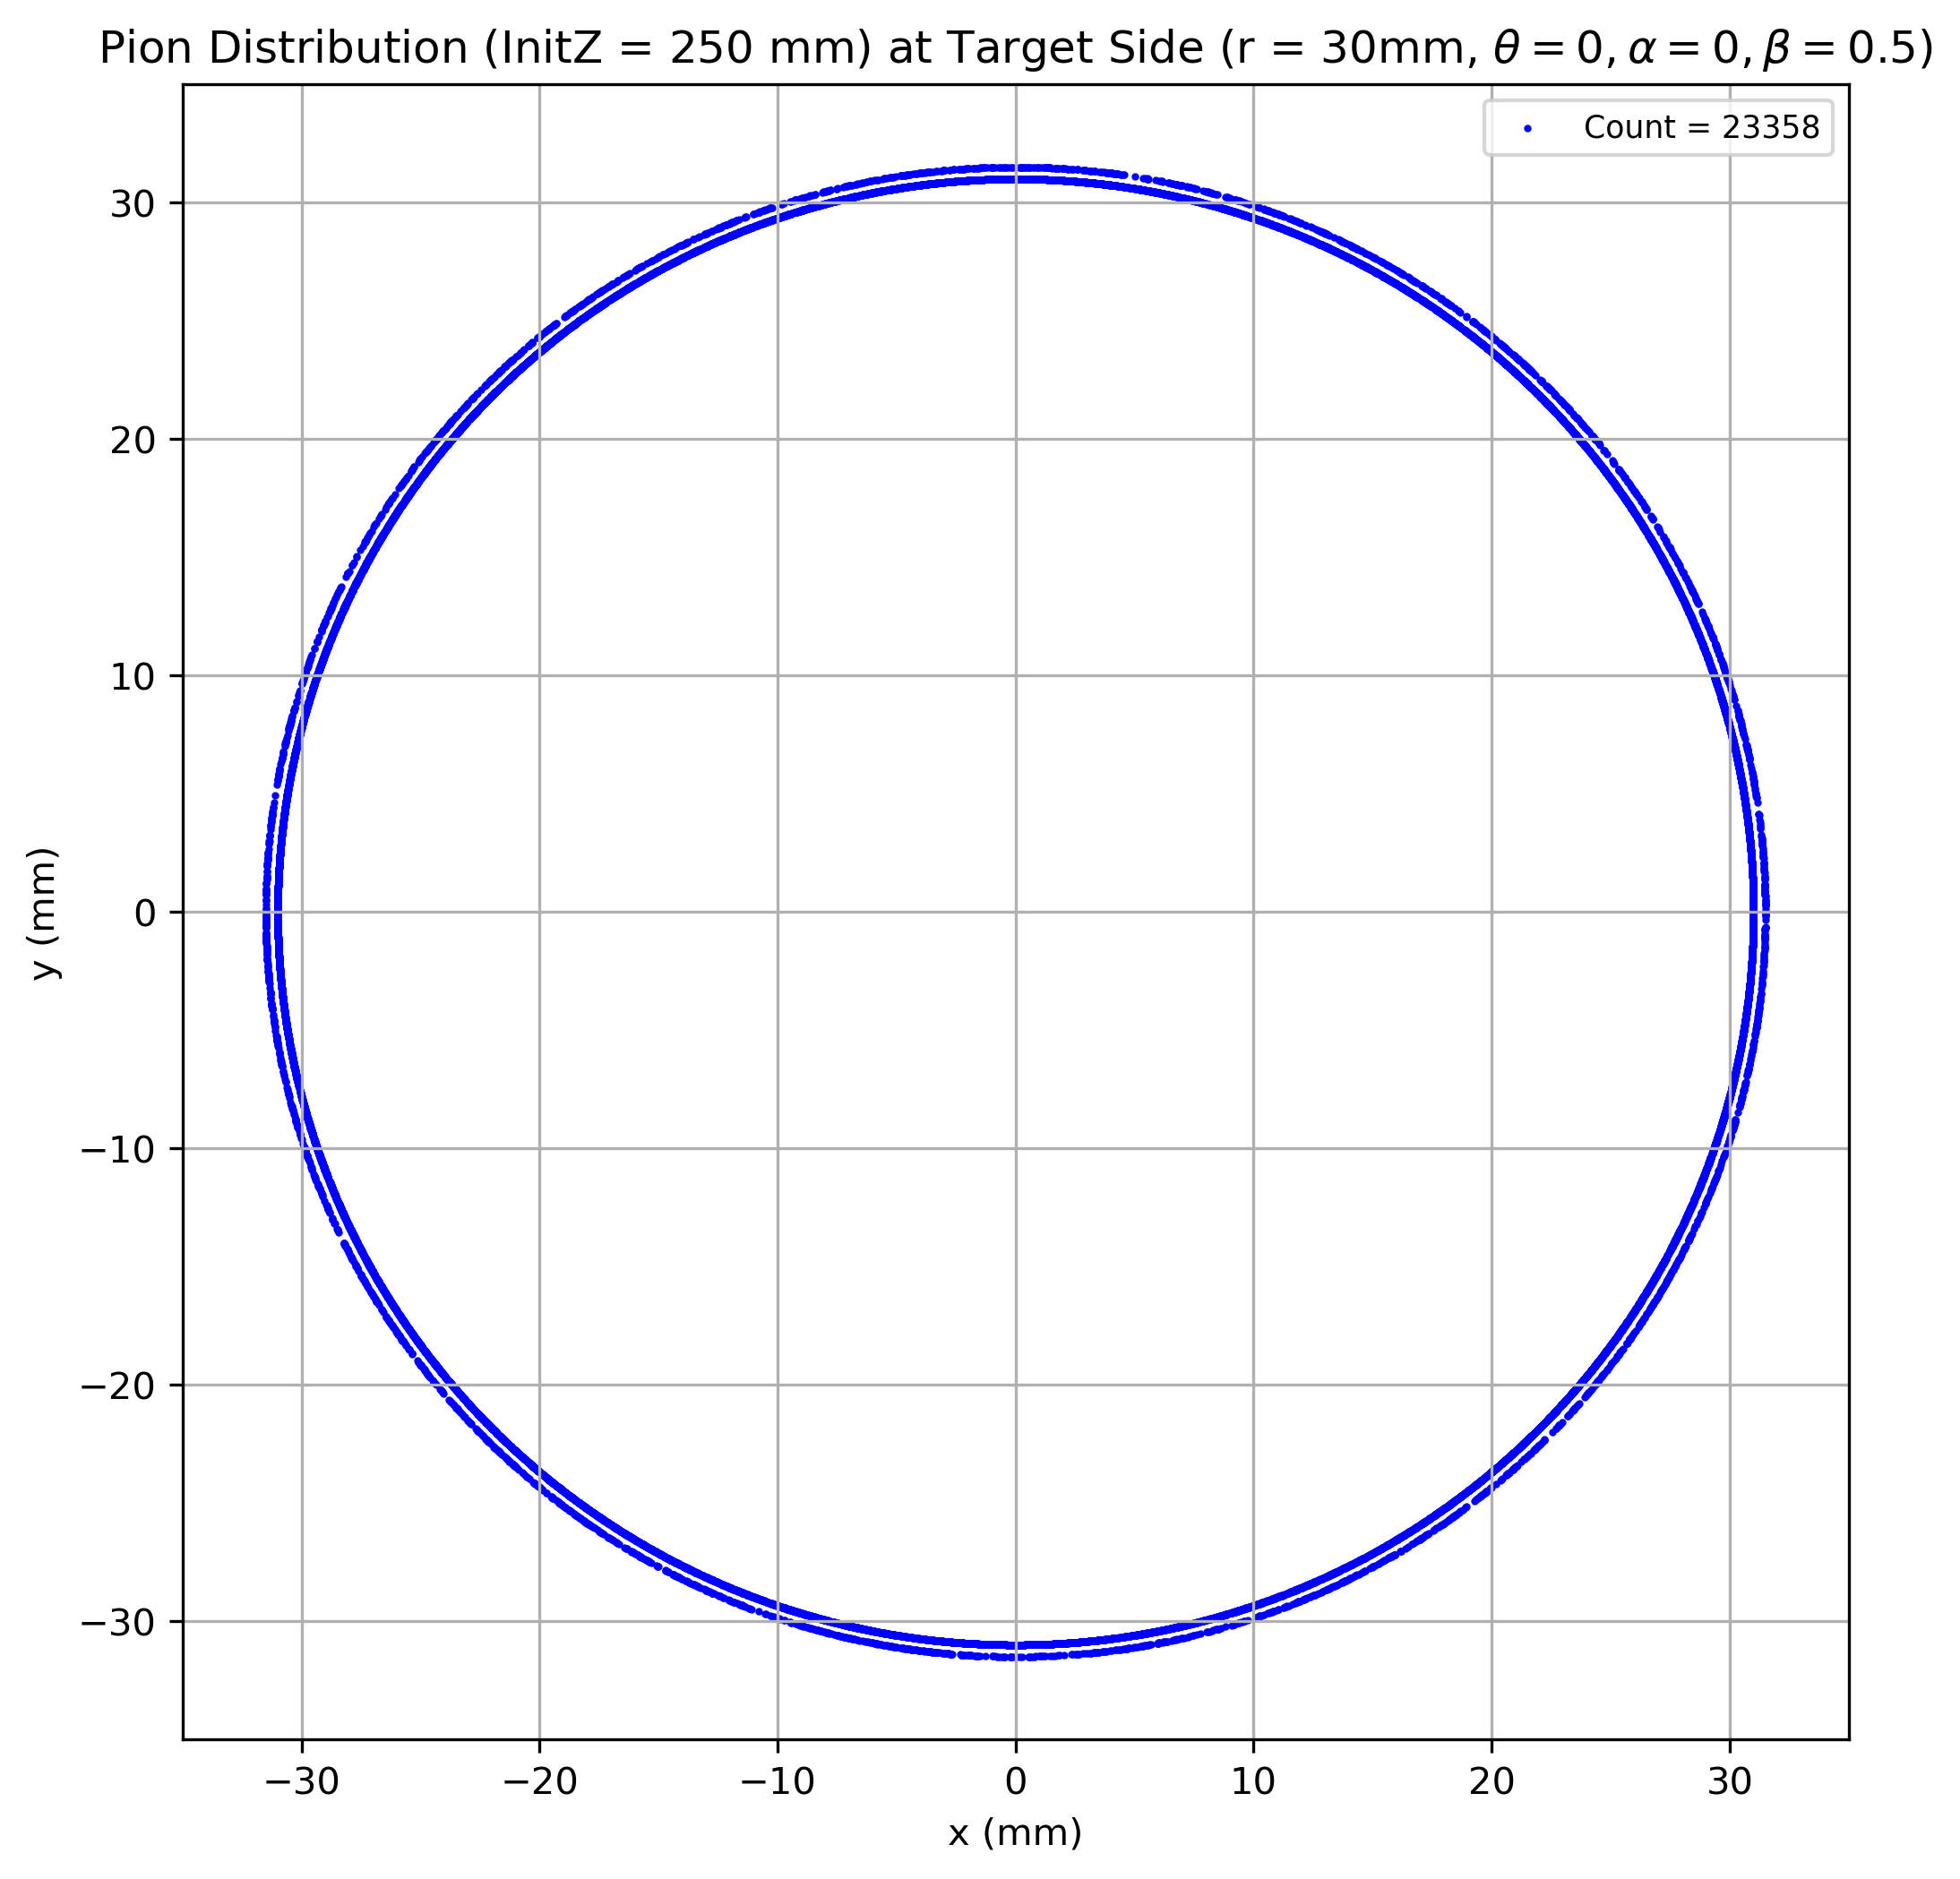 Pion Distribution (InitZ = 250 mm) at Target Side (r = 30mm, θ = 0, α = 0, β = 0.5)
Count = 23358
30
20
10
0
−10
−20
−30
y (mm)
−30 −20 −10 0 10 20 30
x (mm)